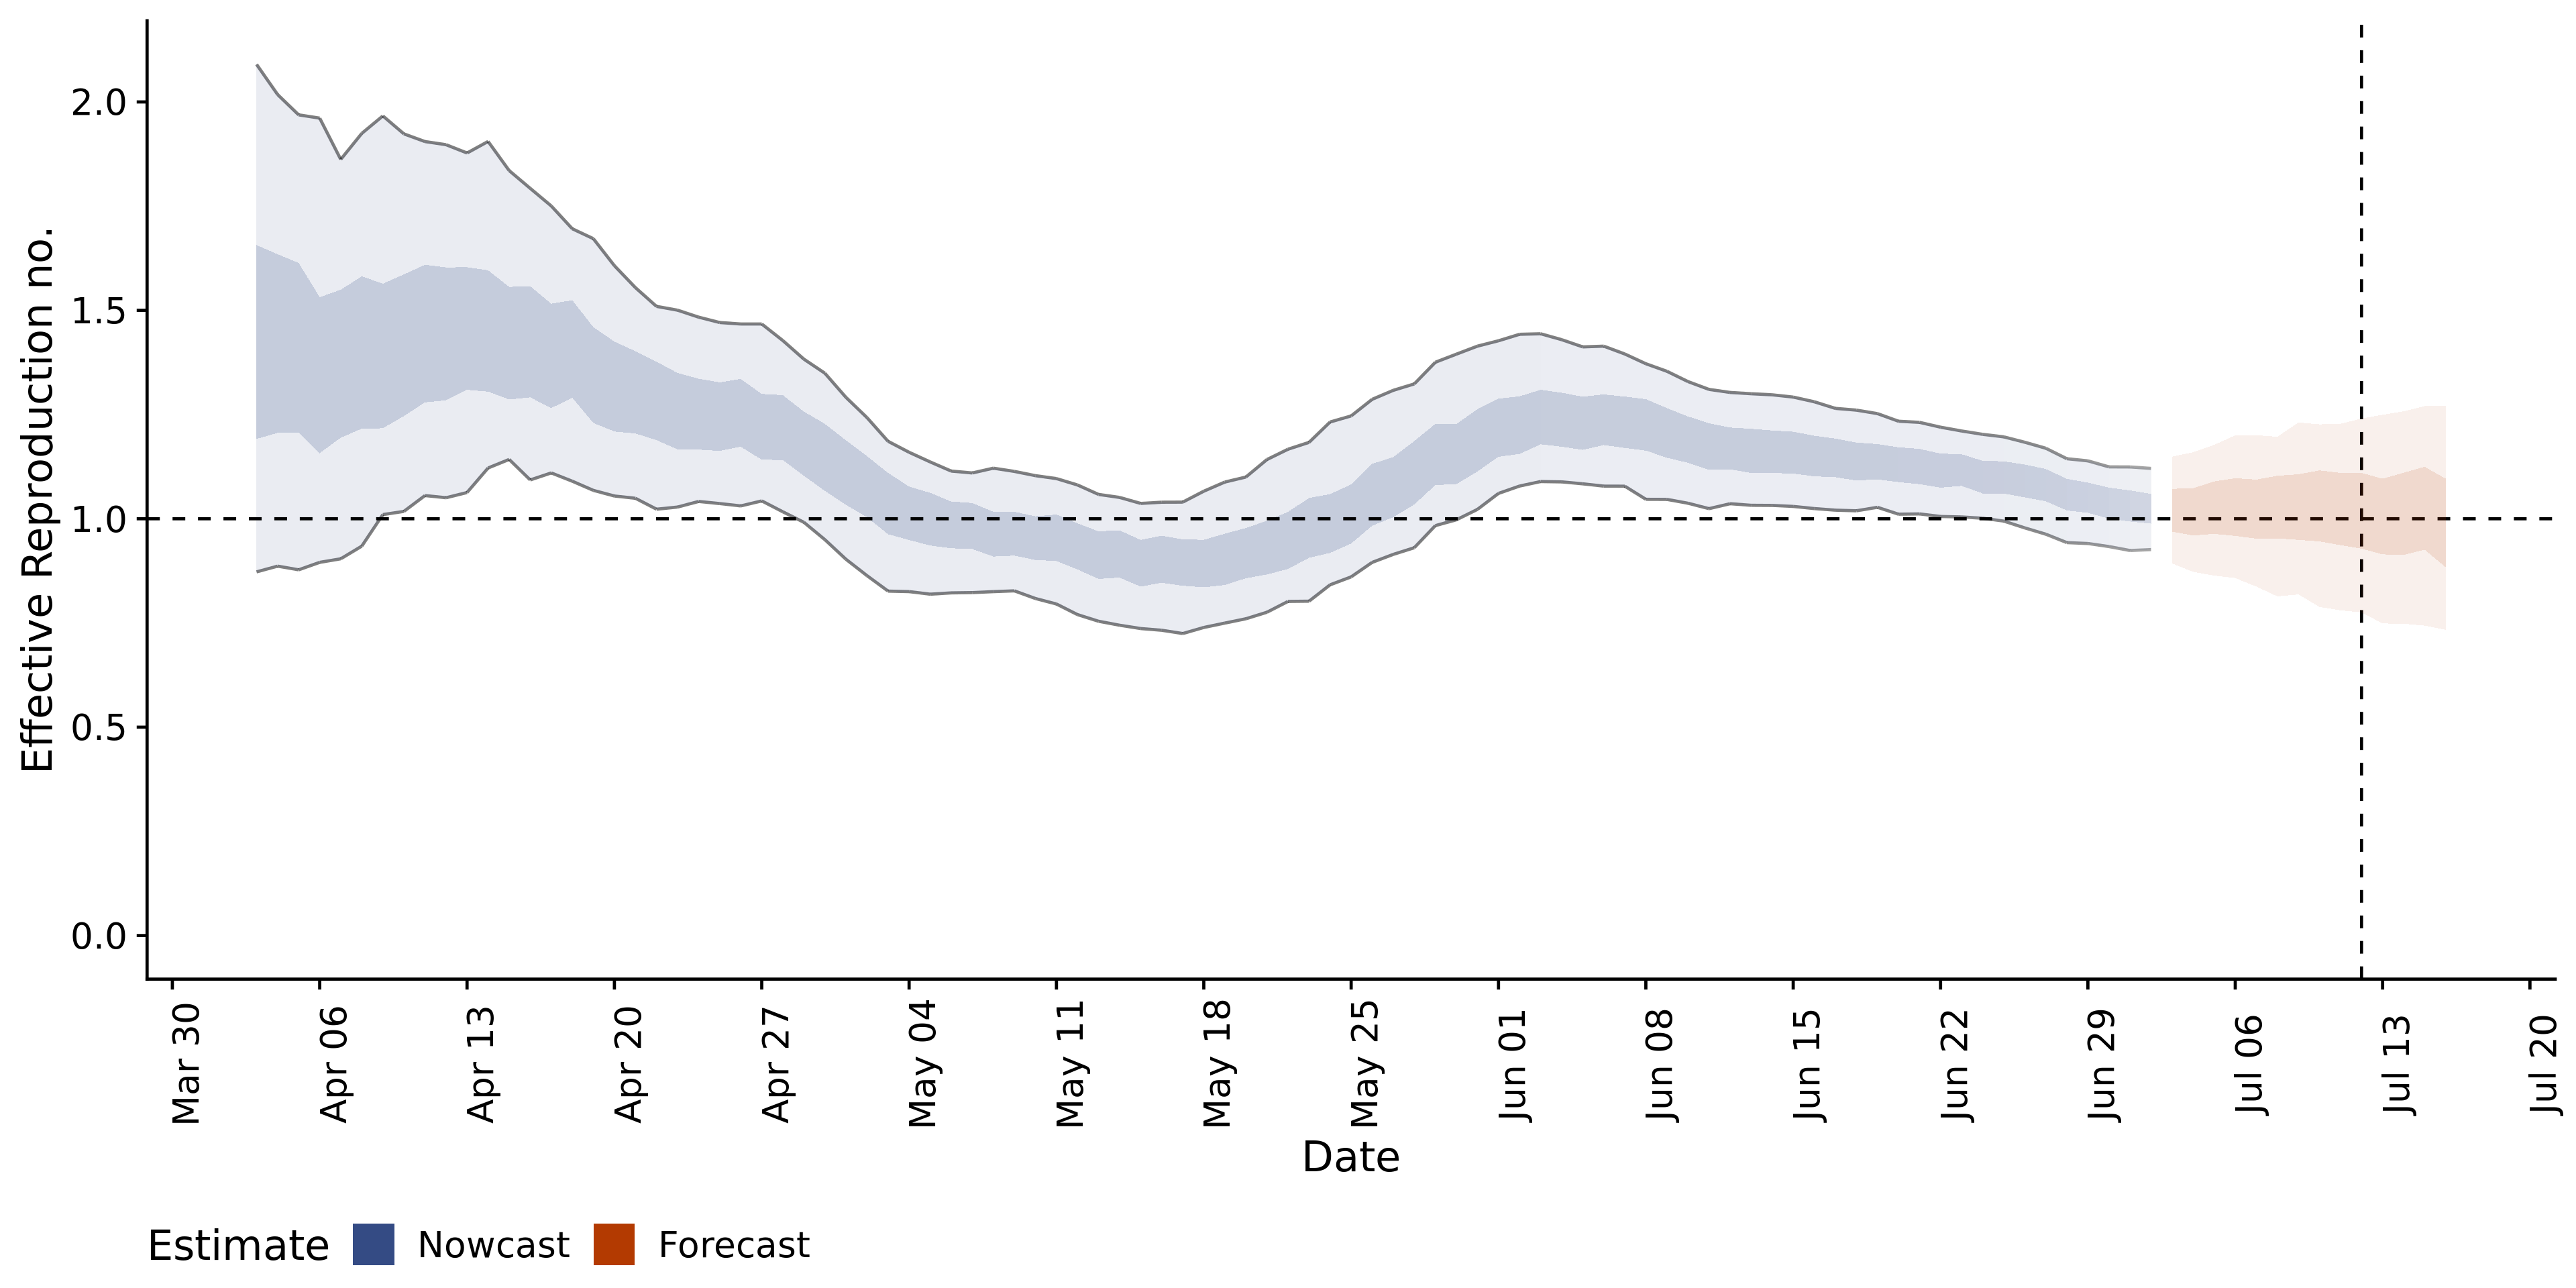 Effective Reproduction no.
2.0
1.5
1.0
0.5
0.0
Mar 30
Apr 06
Apr 13
Apr 20
Apr 27
May 04
May 11
May 18
May 25
Jun 01
Jun 08
Jun 15
Jun 22
Jun 29
Jul 06
Jul 13
Jul 20
Date
Estimate Nowcast Forecast